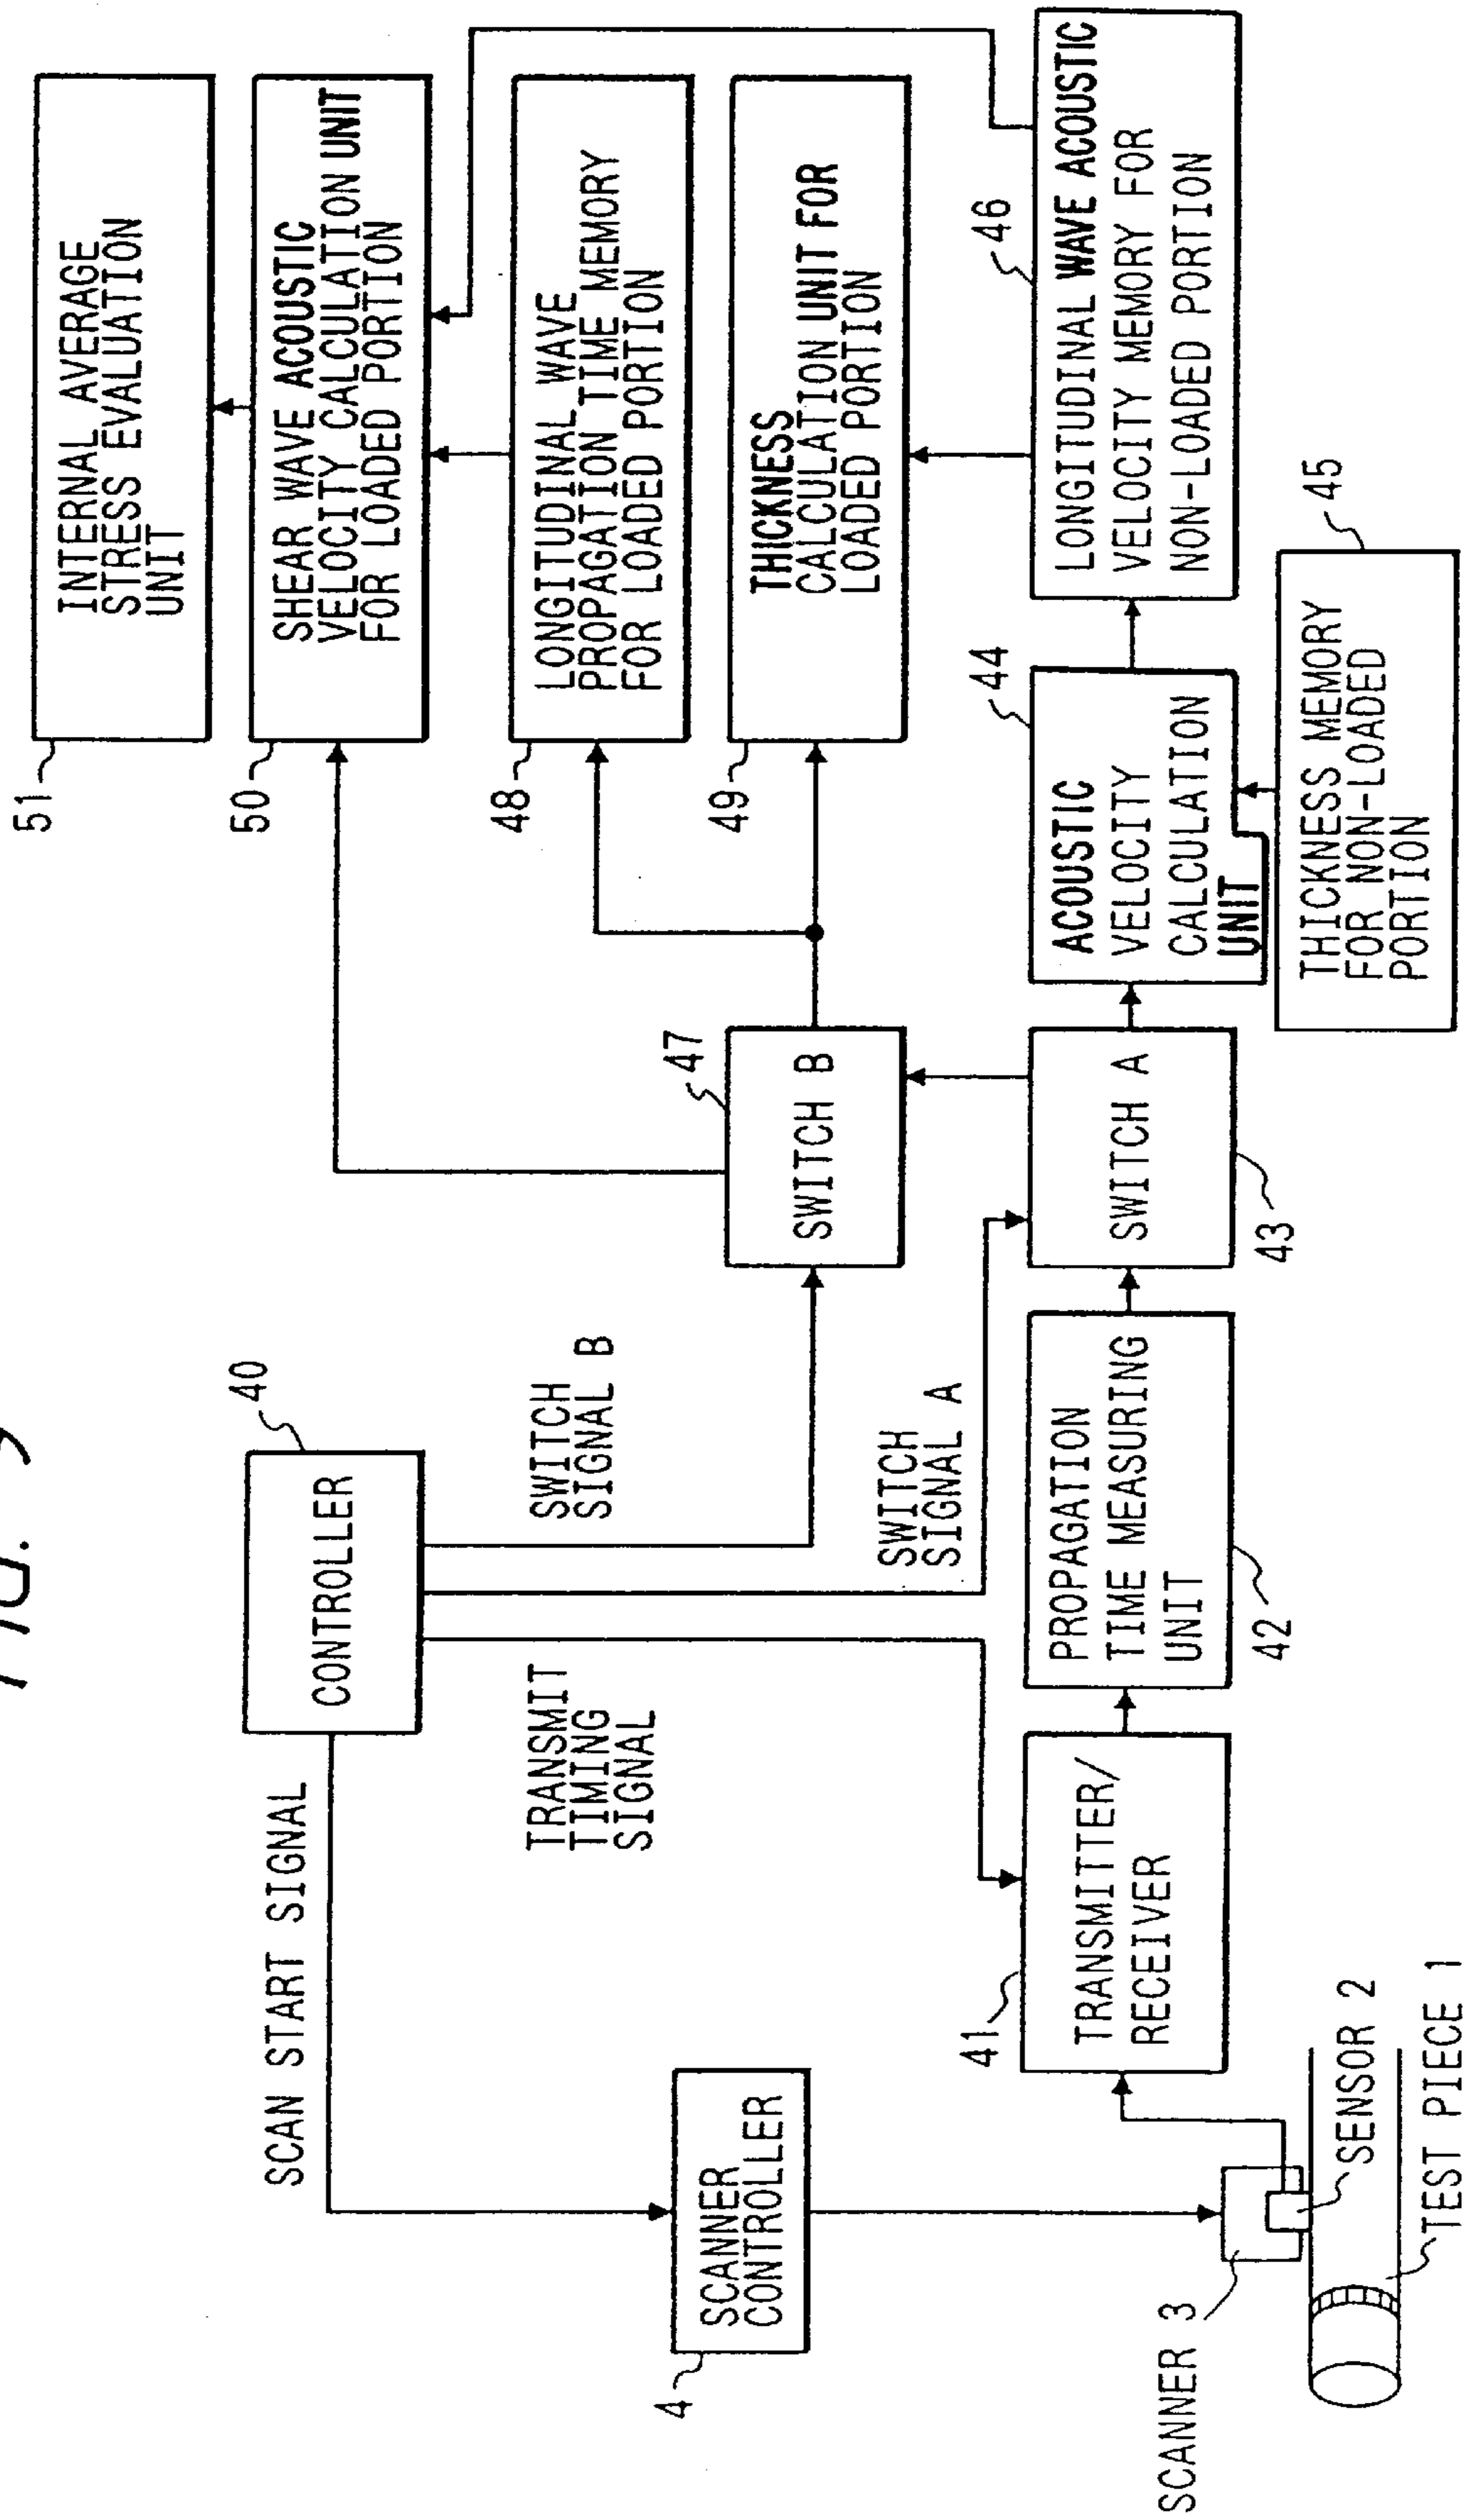 FIG.
SCAN START SIGNAL
40
CONTROLLER
TRANSMIT
TIMING
SIGNAL
SWITCH
SIGNAL B
SWITCH
SIGNAL A
4
SCANNER
CONTROLLER
51
INTERNAL AVERAGE
STRESS EVALUATION
UNIT
50
SHEAR WAVE ACOUSTIC
VELOCITY CALCULATION UNIT
FOR LOADED PORTION
48
LONGITUDINAL WAVE
PROPAGATION TIME MEMORY
FOR LOADED PORTION
47
SWITCH B
49
THICKNESS
CALCULATION UNIT FOR
LOADED PORTION
SCANNER 3
SENSOR 2
TEST PIECE 1
41
TRANSMITTER/
RECEIVER
PROPAGATION
TIME MEASURING
UNIT
42
SWITCH A
43
44
ACOUSTIC
VELOCITY
CALCULATION
UNIT
46
LONGITUDINAL WAVE ACOUSTIC
VELOCITY MEMORY FOR
NON-LOADED PORTION
45
THICKNESS MEMORY
FOR NON-LOADED
PORTION